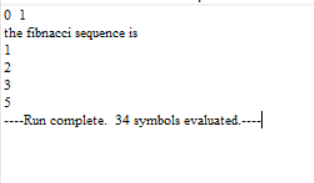 0 1
the fibnacci sequence is
1
2
3
5
----Run complete. 34 symbols evaluated.----